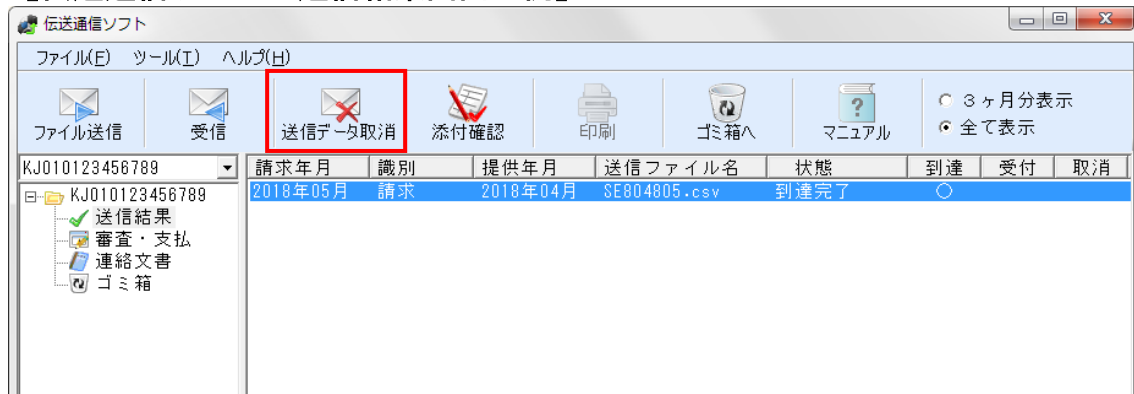 伝送通信ソフト
ファイル(F) ツール(T) ヘルプ(H)
ファイル送信 受信 送信データ取消 添付確認 印刷 ゴミ箱へ マニュアル
3ヶ月分表示
全て表示
KJ010123456789
請求年月 識別 提供年月 送信ファイル名 状態 到達 受付 取消
2018年05月 請求 2018年04月 SE804805.csv 到達完了 ○
KJ010123456789
送信結果
審査・支払
連絡文書
ゴミ箱